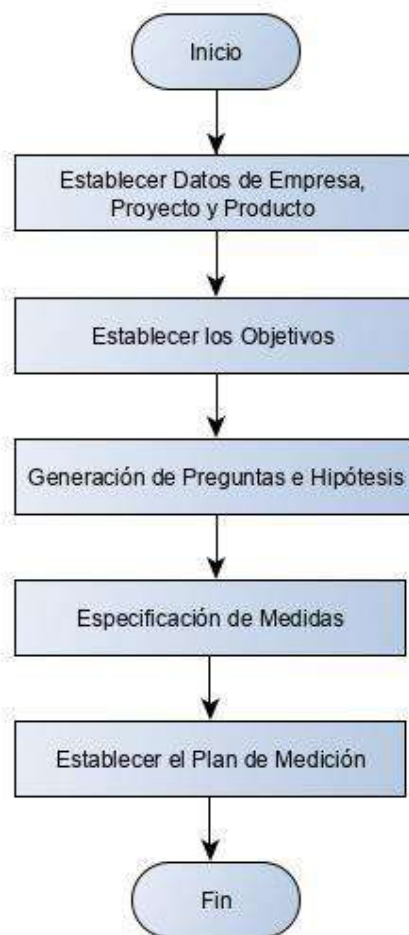 Inicio
Establecer Datos de Empresa,
Proyecto y Producto
Establecer los Objetivos
Generación de Preguntas e Hipótesis
Especificación de Medidas
Establecer el Plan de Medición
Fin